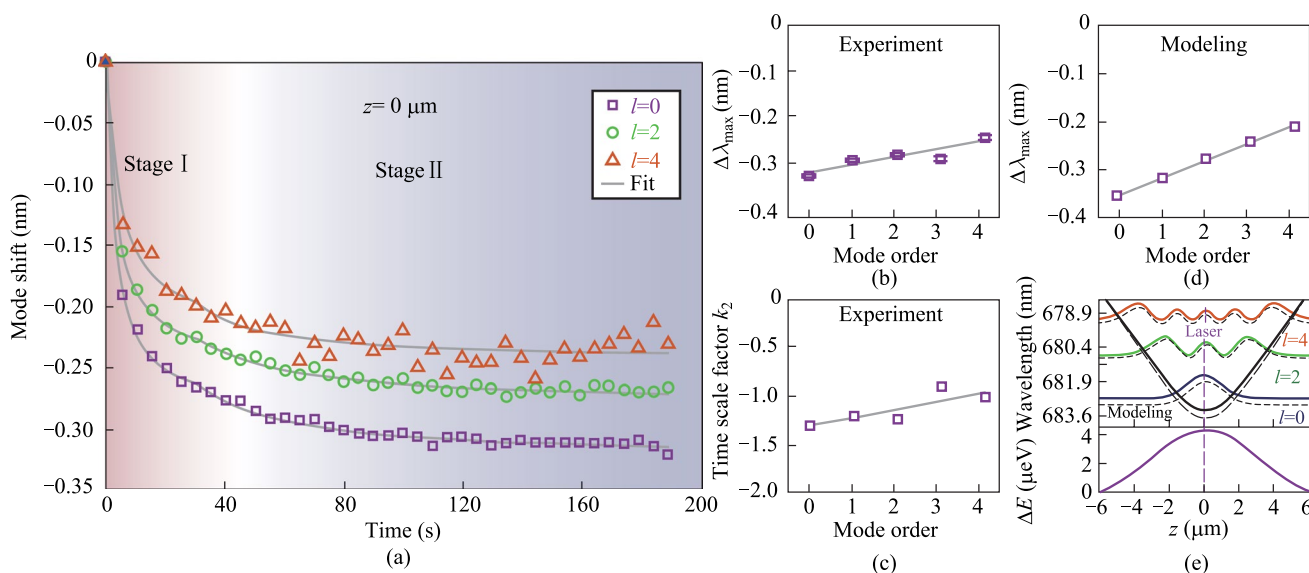 0
−0.05
−0.10
−0.15
−0.20
−0.25
−0.30
−0.35
Mode shift (nm)
z= 0 μm
Stage Ⅰ
Stage Ⅱ
l=0
l=2
l=4
Fit
0
40
80
120
160
200
Time (s)
(a)
0
−0.1
−0.2
−0.3
−0.4
Δλmax (nm)
Experiment
0
1
2
3
4
Mode order
(b)
0
−0.1
−0.2
−0.3
−0.4
Δλmax (nm)
Modeling
0
1
2
3
4
Mode order
(d)
0
−0.5
−1.0
−1.5
−2.0
Time scale factor k2
Experiment
0
1
2
3
4
Mode order
(c)
678.9
680.4
681.9
683.6
Wavelength (nm)
Laser
l=4
l=2
l=0
Modeling
4
2
0
ΔE (μeV)
−6
−4
−2
0
2
4
6
z (μm)
(e)